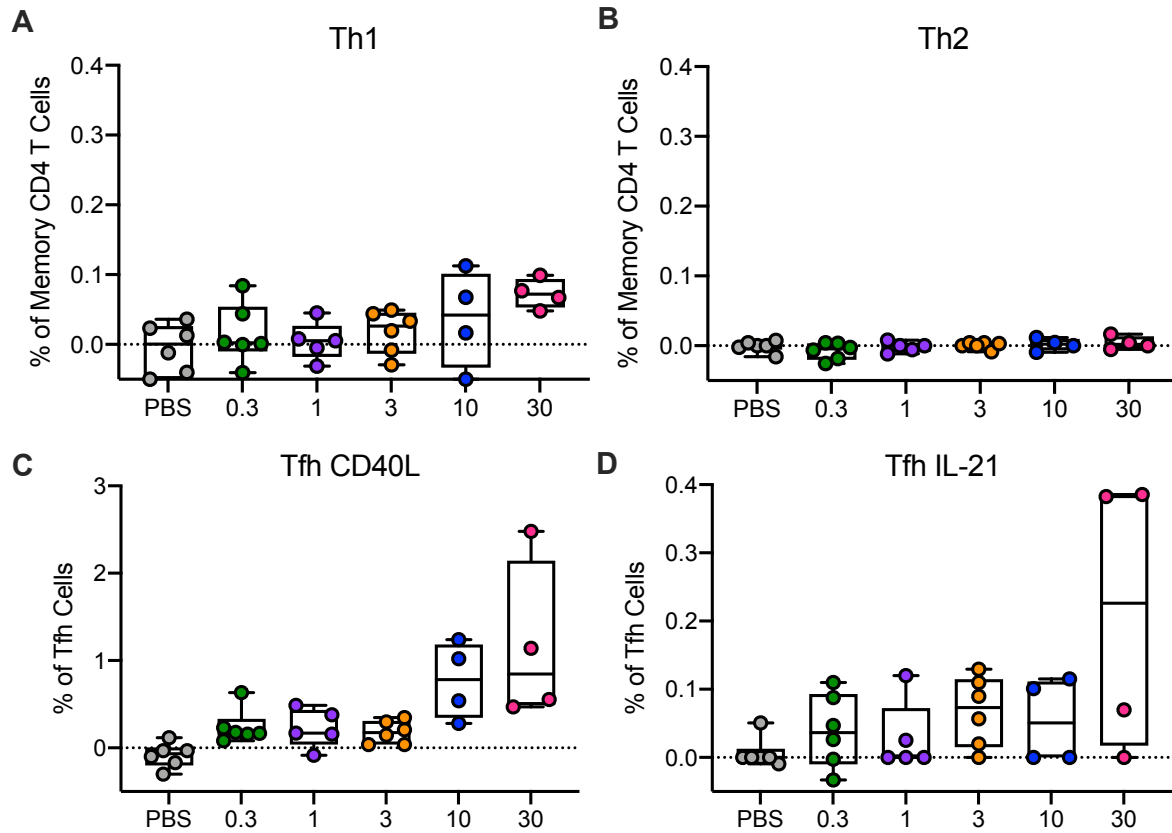 A
Th1
% of Memory CD4 T Cells
0.4
0.3
0.2
0.1
0.0
PBS 0.3 1 3 10 30
B
Th2
% of Memory CD4 T Cells
0.4
0.3
0.2
0.1
0.0
PBS 0.3 1 3 10 30
C
Tfh CD40L
% of Tfh Cells
3
2
1
0
PBS 0.3 1 3 10 30
D
Tfh IL-21
% of Tfh Cells
0.4
0.3
0.2
0.1
0.0
PBS 0.3 1 3 10 30